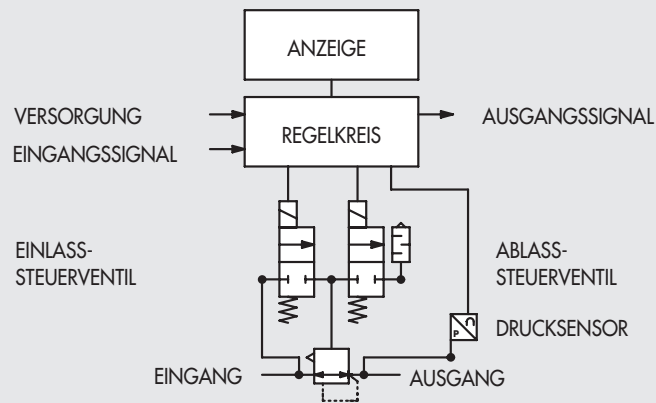 ANZEIGE
VERSORGUNG
REGELKREIS
AUSGANGSSIGNAL
EINGANGSSIGNAL
EINLASS-
STEUERVENTIL
ABLASS-
STEUERVENTIL
P
DRUCKSENSOR
EINGANG
AUSGANG